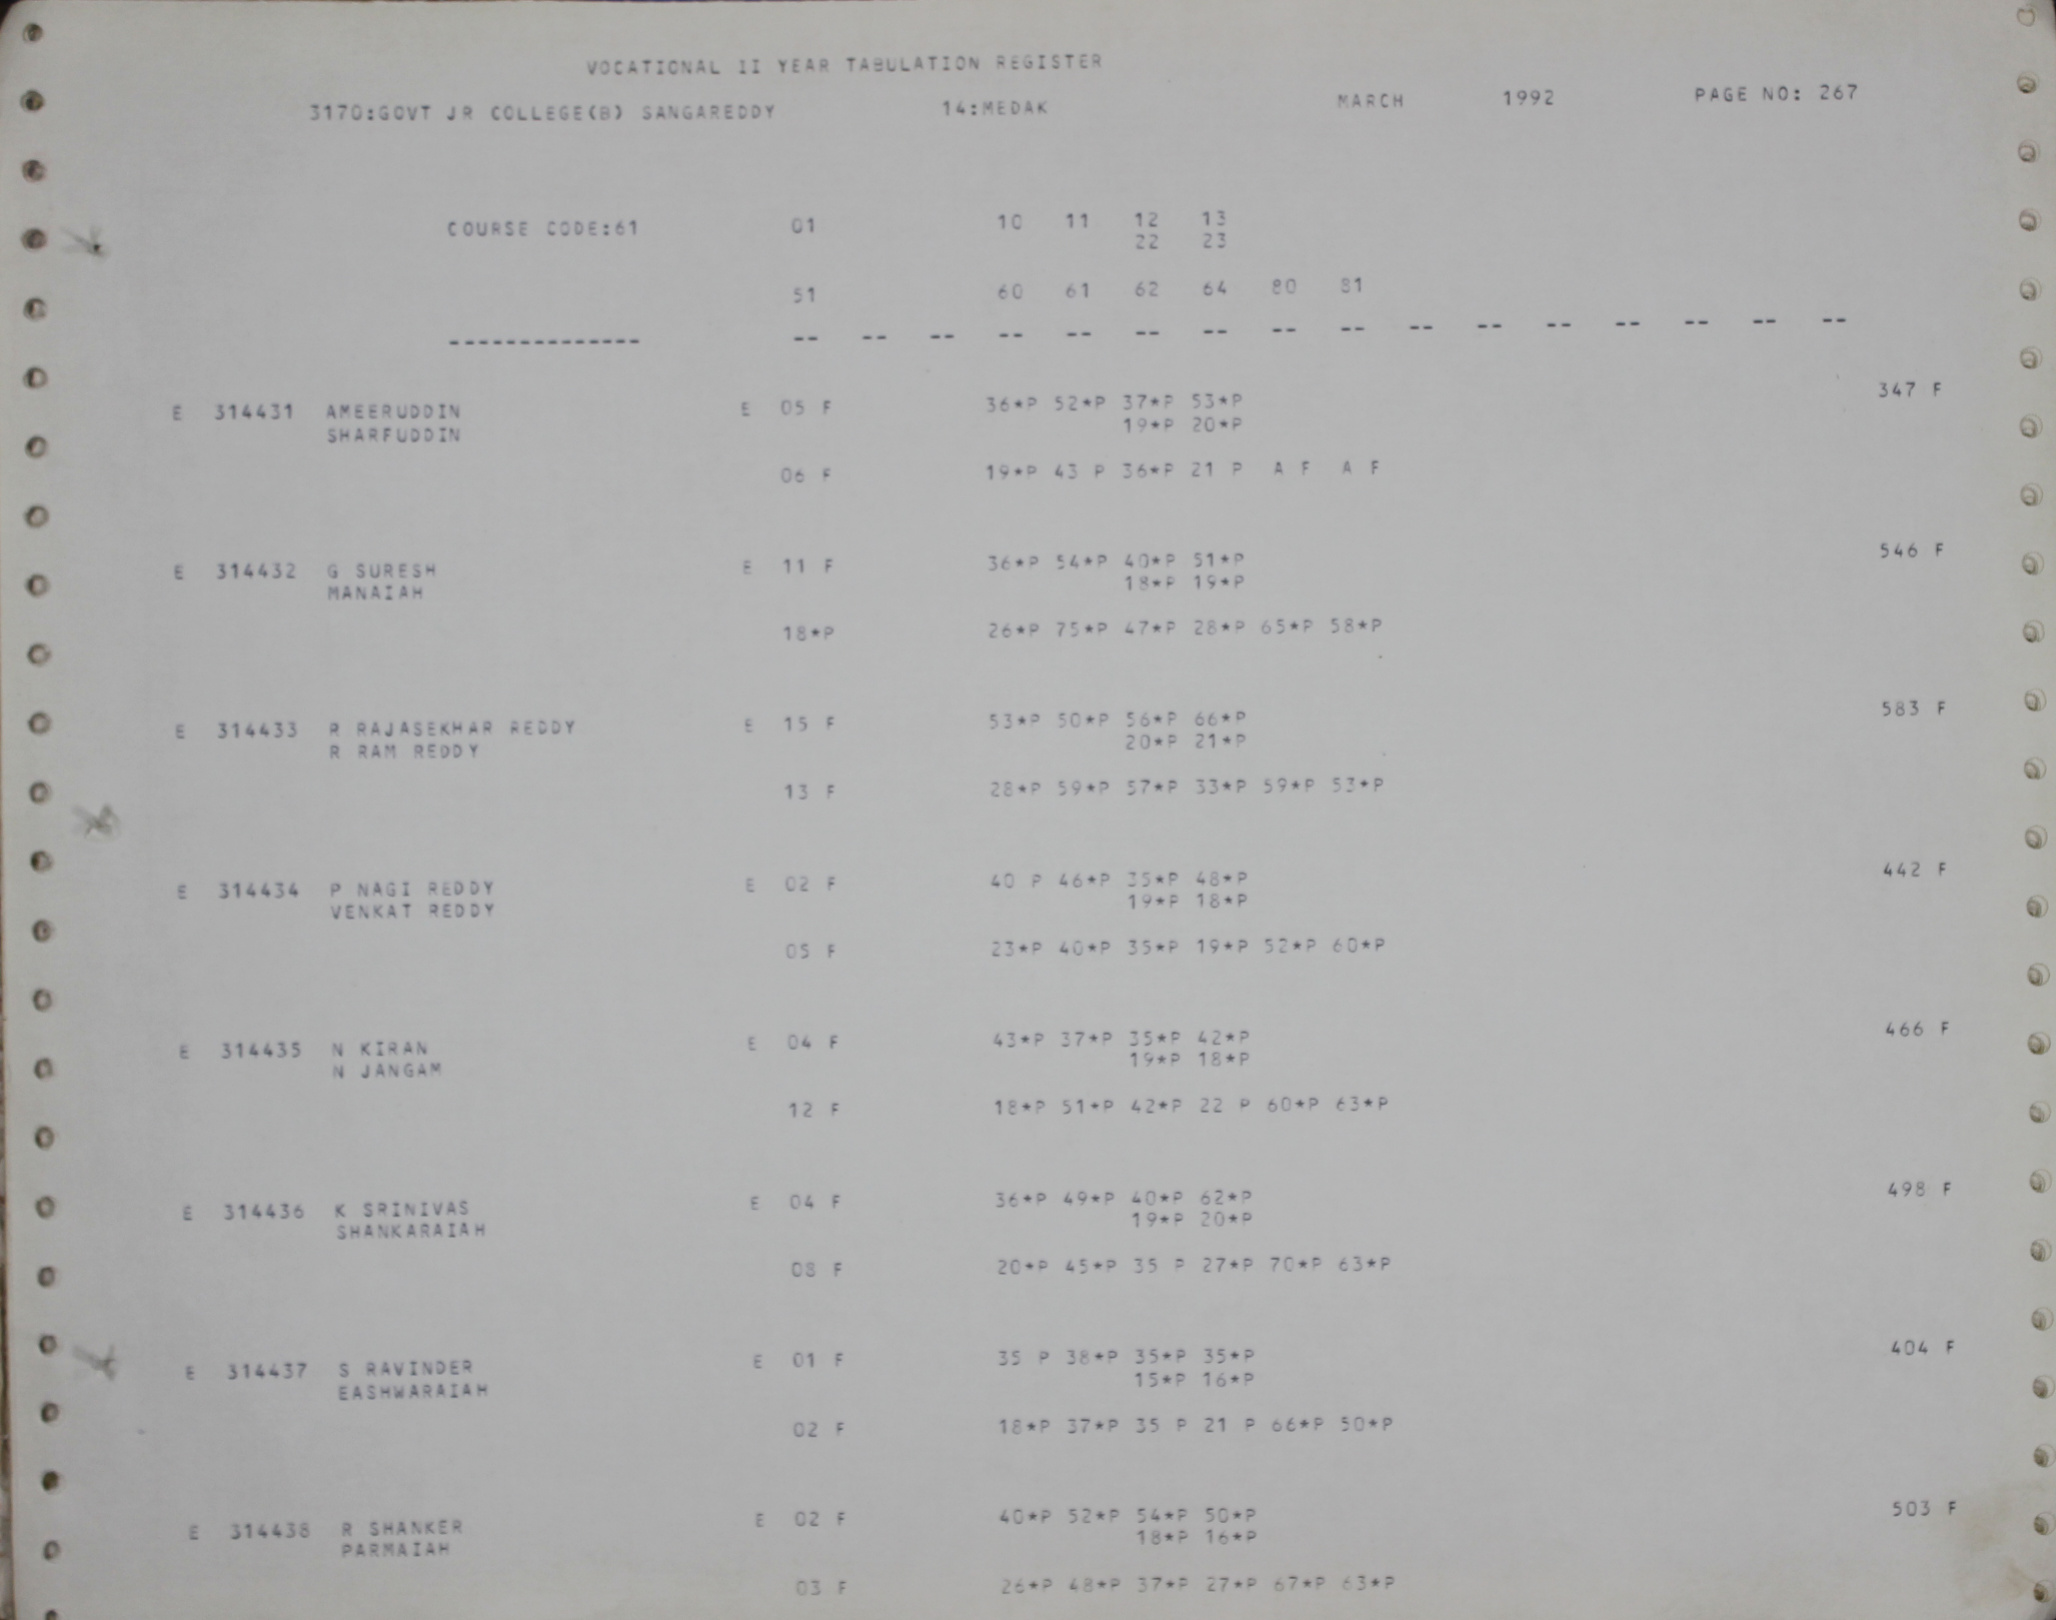 VOCATIONAL II YEAR TABULATION REGISTER
3170:GOVT JR COLLEGE(B) SANGAREDDY 14:MEDAK MARCH 1992 PAGE NO: 267
COURSE CODE:61 01 10 11 12 13
22 23
51 60 61 62 64 80 81
-------------- -- -- -- -- -- -- -- -- -- -- -- -- -- -- -- --
E 314431 AMEERUDDIN E 05 F 36*P 52*P 37*P 53*P 347 F
SHARFUDDIN 19*P 20*P
06 F 19*P 43 P 36*P 21 P A F A F
E 314432 G SURESH E 11 F 36*P 54*P 40*P 51*P 546 F
MANAIAH 18*P 19*P
18*P 26*P 75*P 47*P 28*P 65*P 58*P
E 314433 R RAJASEKHAR REDDY E 15 F 53*P 50*P 56*P 66*P 583 F
R RAM REDDY 20*P 21*P
13 F 28*P 59*P 57*P 33*P 59*P 53*P
E 314434 P NAGI REDDY E 02 F 40 P 46*P 35*P 48*P 442 F
VENKAT REDDY 19*P 18*P
05 F 23*P 40*P 35*P 19*P 52*P 60*P
E 314435 N KIRAN E 04 F 43*P 37*P 35*P 42*P 466 F
N JANGAM 19*P 18*P
12 F 18*P 51*P 42*P 22 P 60*P 63*P
E 314436 K SRINIVAS E 04 F 36*P 49*P 40*P 62*P 498 F
SHANKARAIAH 19*P 20*P
08 F 20*P 45*P 35 P 27*P 70*P 63*P
E 314437 S RAVINDER E 01 F 35 P 38*P 35*P 35*P 404 F
EASHWARAIAH 15*P 16*P
02 F 18*P 37*P 35 P 21 P 66*P 50*P
E 314438 R SHANKER E 02 F 40*P 52*P 54*P 50*P 503 F
PARMAIAH 18*P 16*P
03 F 26*P 48*P 37*P 27*P 67*P 63*P